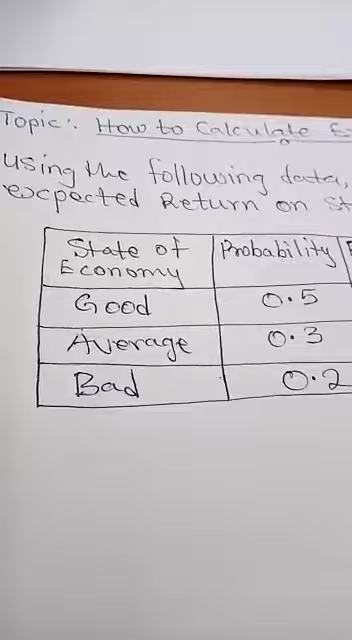 Topic: How to Calculate
Using the following data,
expected Return on
State of Economy Probability
Good 0.5
Average 0.3
Bad 0.2